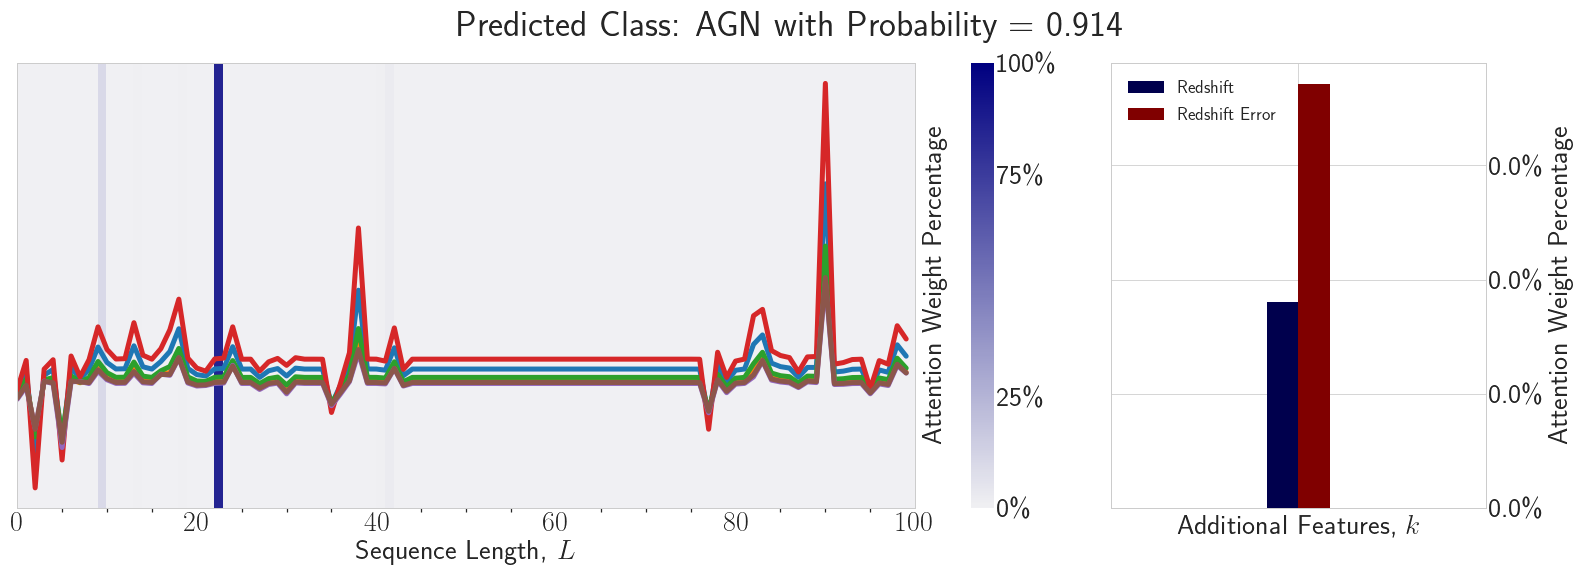 Predicted Class: AGN with Probability = 0.914
0
20
40
60
80
100
Sequence Length, L
100%
75%
25%
0%
Attention Weight Percentage
Redshift
Redshift Error
0.0%
0.0%
0.0%
0.0%
Attention Weight Percentage
Additional Features, k